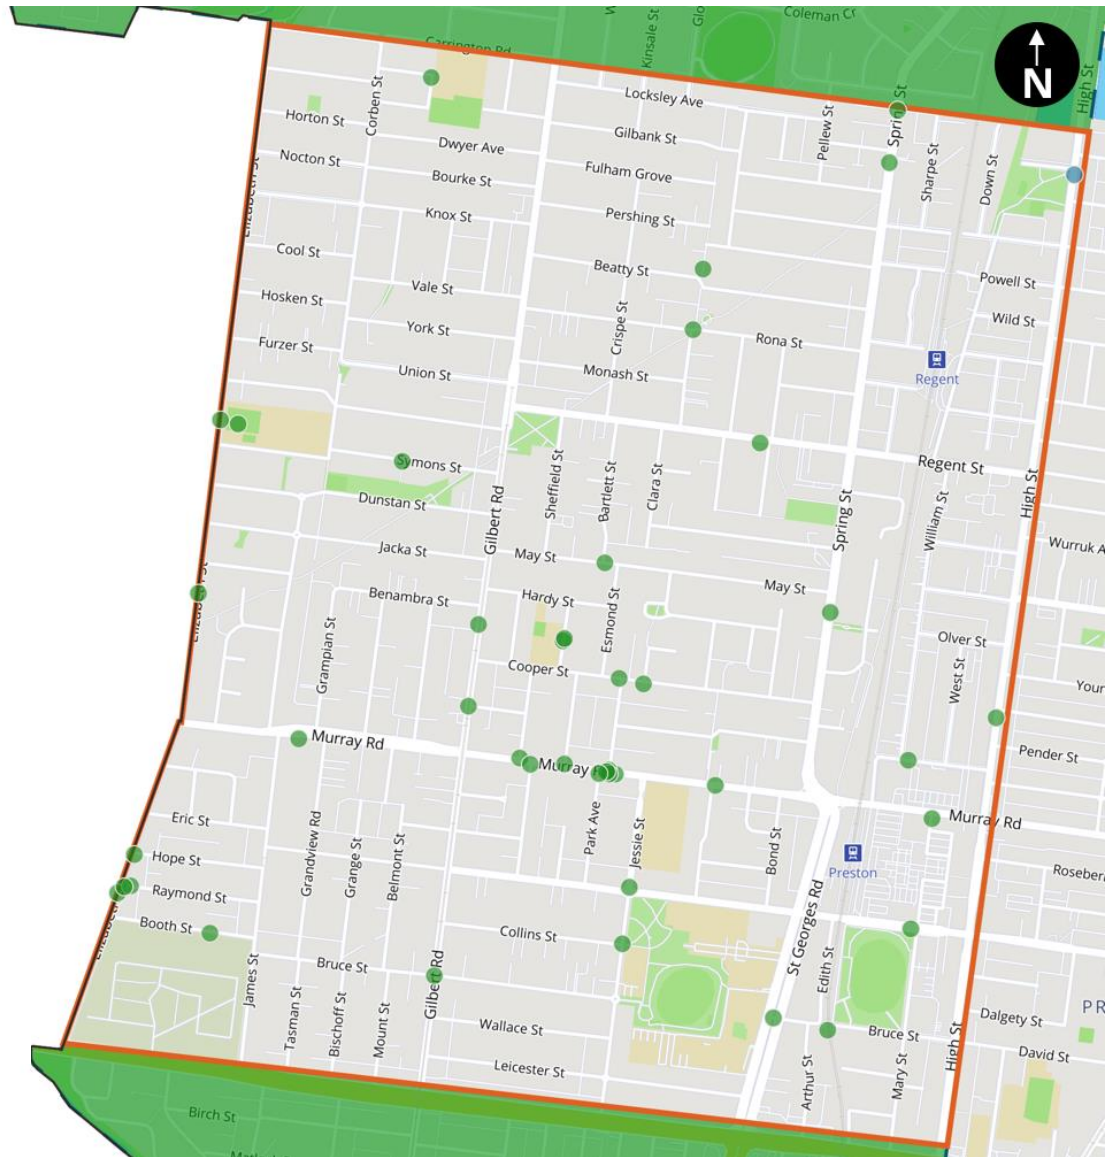 Coleman Cr
Kinsale St
Carrington Rd
High St
N
Locksley Ave
Corben St
Spring St
Horton St
Gilbank St
Pellew St
Dwyer Ave
Sharpe St
Down St
Nocton St
Bourke St
Fulham Grove
Elizabeth St
Knox St
Pershing St
Cool St
Beatty St
Powell St
Vale St
Hosken St
Crispe St
Wild St
York St
Rona St
Furzer St
Union St
Monash St
Regent
Symons St
Regent St
Sheffield St
Bartlett St
Clara St
Dunstan St
Gilbert Rd
High St
Spring St
William St
Jacka St
May St
Wurruk A
May St
Elizabeth St
Benambra St
Hardy St
Esmond St
Olver St
Grampian St
Cooper St
West St
Your
Murray Rd
Pender St
Murray R
Murray Rd
Eric St
Park Ave
Jessie St
Bond St
Hope St
Grandview Rd
Grange St
Belmont St
Preston
Roseber
Raymond St
Booth St
Elizabet
Collins St
St Georges Rd
Edith St
Bruce St
James St
Gilbert Rd
Tasman St
Bischoff St
Mount St
Wallace St
PR
Dalgety St
Bruce St
High St
David St
Leicester St
Arthur St
Mary St
Birch St